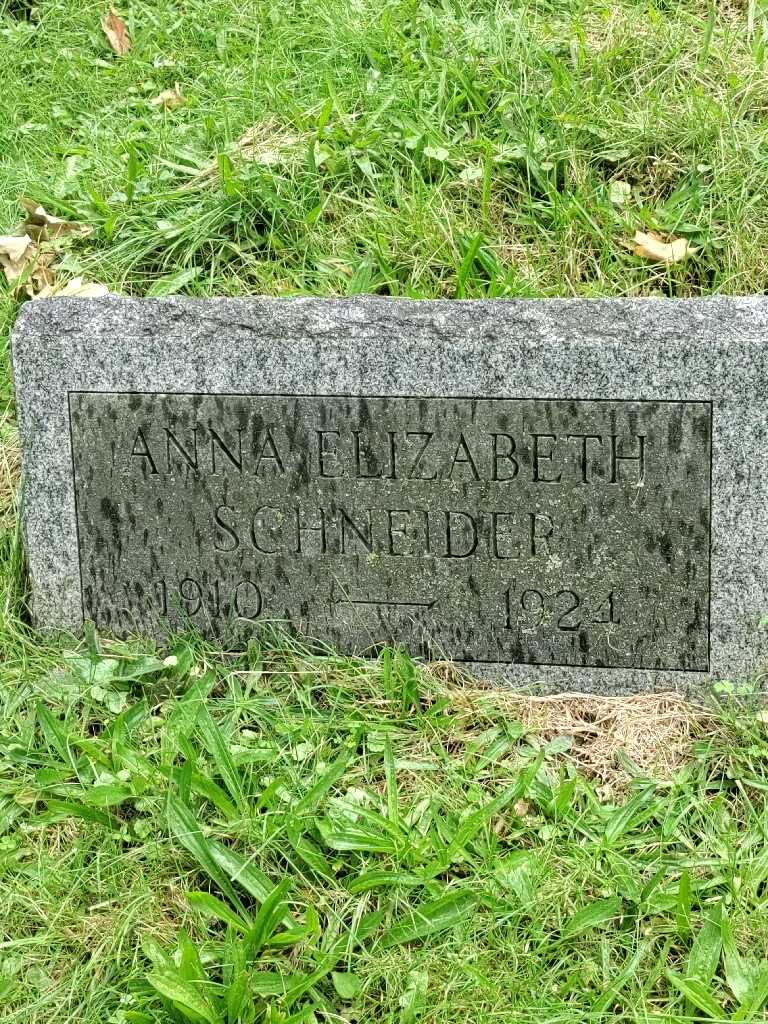 ANNA ELIZABETH
SCHNEIDER
1910 — 1924